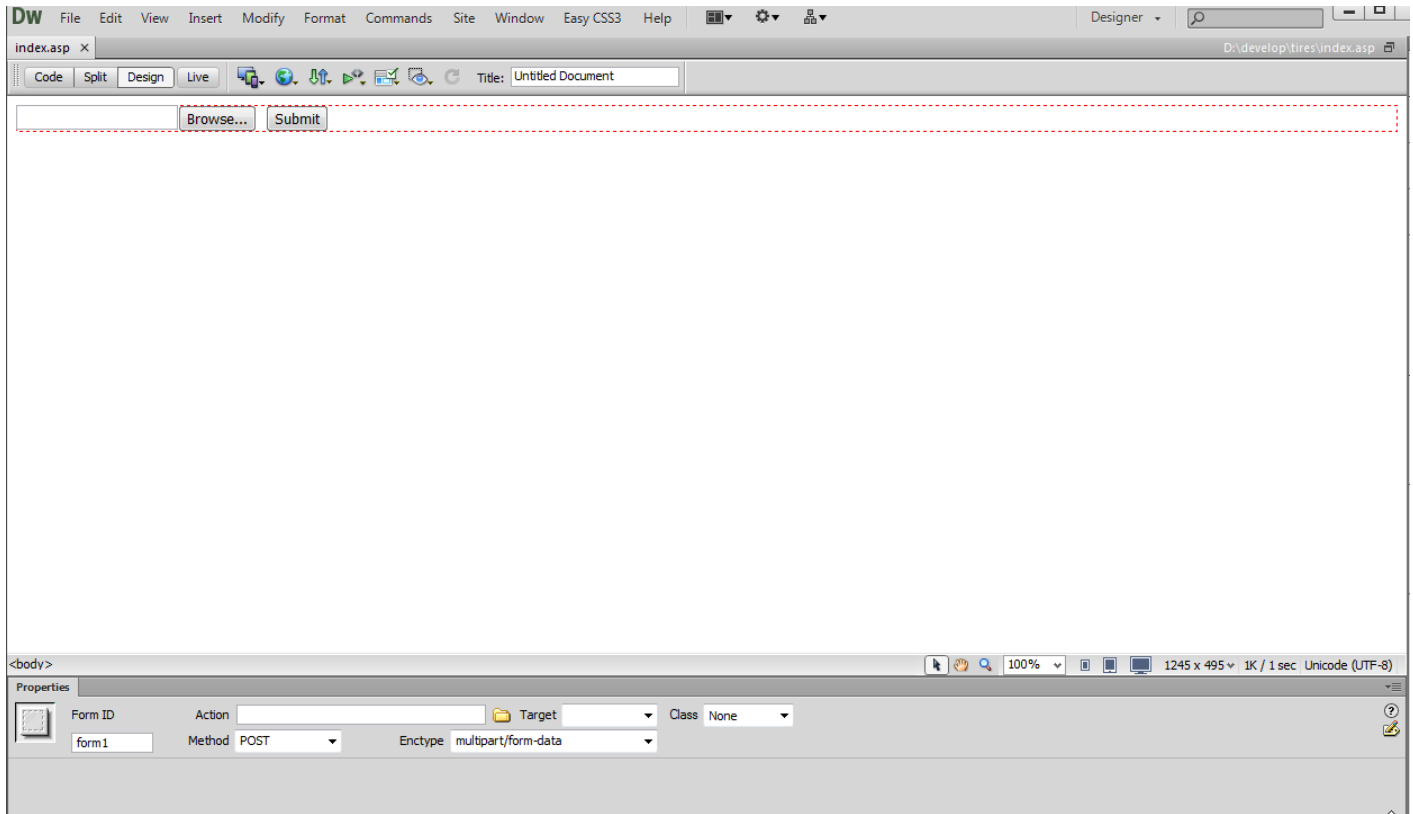 DW File Edit View Insert Modify Format Commands Site Window Easy CSS3 Help Designer
index.asp × D:\develop\tires\index.asp
Code Split Design Live Title: Untitled Document
Browse... Submit
<body> 100% 1245 x 495 1K / 1 sec Unicode (UTF-8)
Properties
Form ID Action Target Class None
form1 Method POST Enctype multipart/form-data